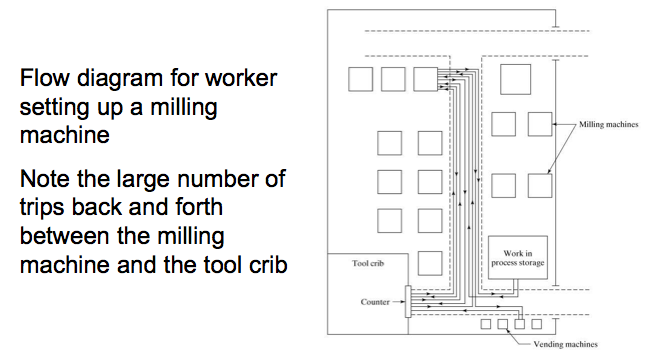 Flow diagram for worker
setting up a milling
machine
Note the large number of
trips back and forth
between the milling
machine and the tool crib
Milling machines
Work in
process storage
Tool crib
Counter
Vending machines